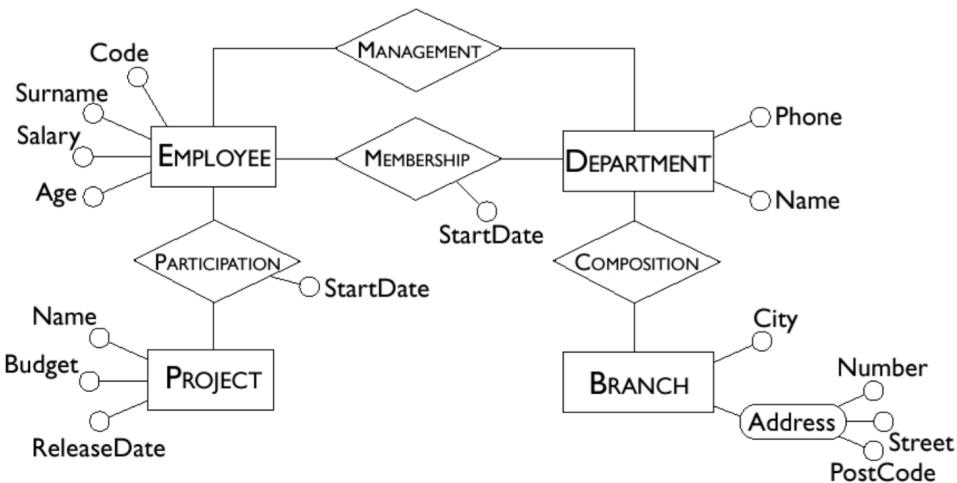 Code
MANAGEMENT
Surname
Phone
Salary
EMPLOYEE
MEMBERSHIP
DEPARTMENT
Age
Name
StartDate
PARTICIPATION
COMPOSITION
StartDate
Name
City
Budget
PROJECT
BRANCH
Number
Address
ReleaseDate
Street
PostCode